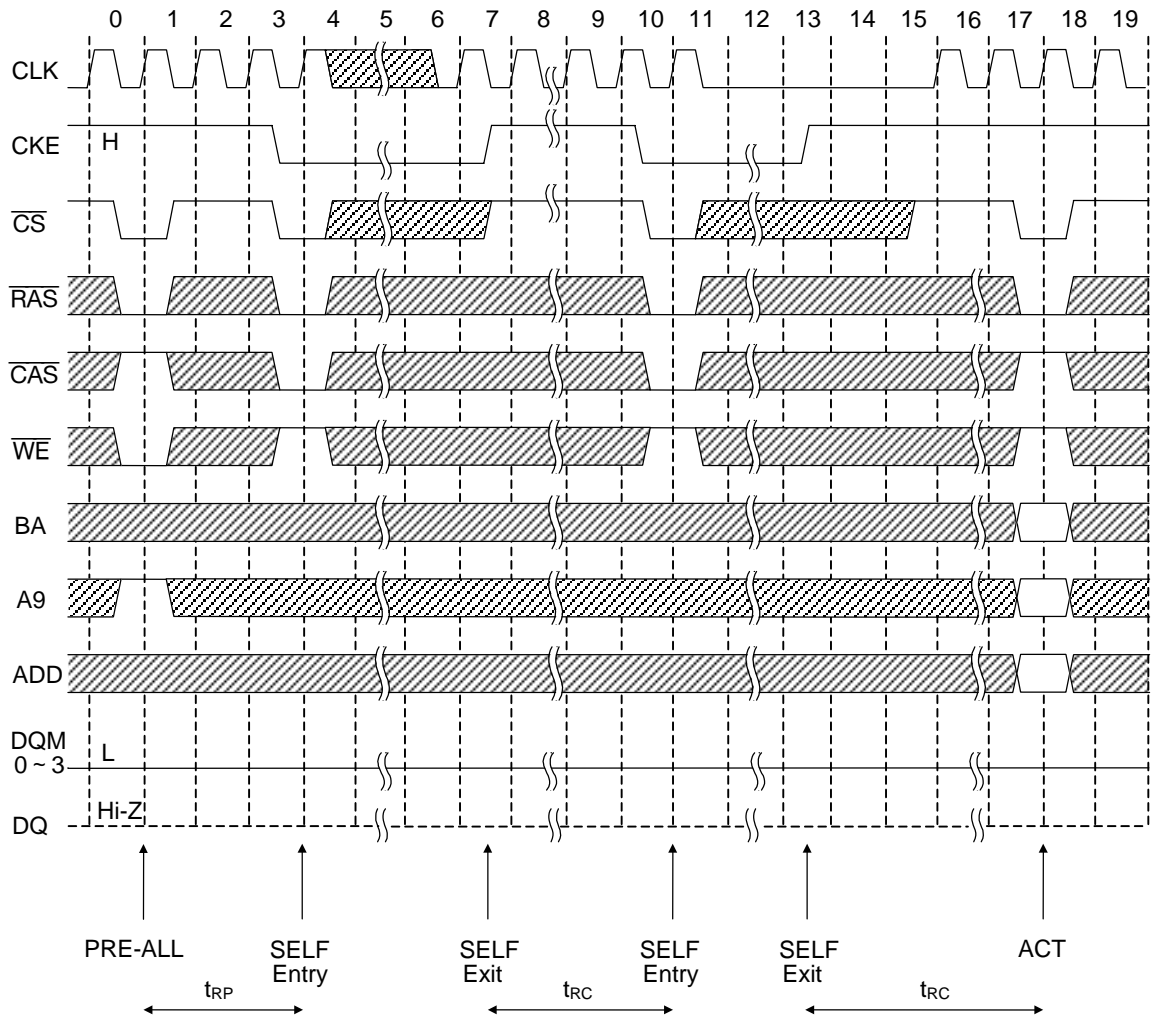 0 1 2 3 4 5 6 7 8 9 10 11 12 13 14 15 16 17 18 19
CLK
CKE H
CS
RAS
CAS
WE
BA
A9
ADD
DQM
0 ~ 3 L
DQ Hi-Z
PRE-ALL SELF Entry SELF Exit SELF Entry SELF Exit ACT
tRP tRC tRC